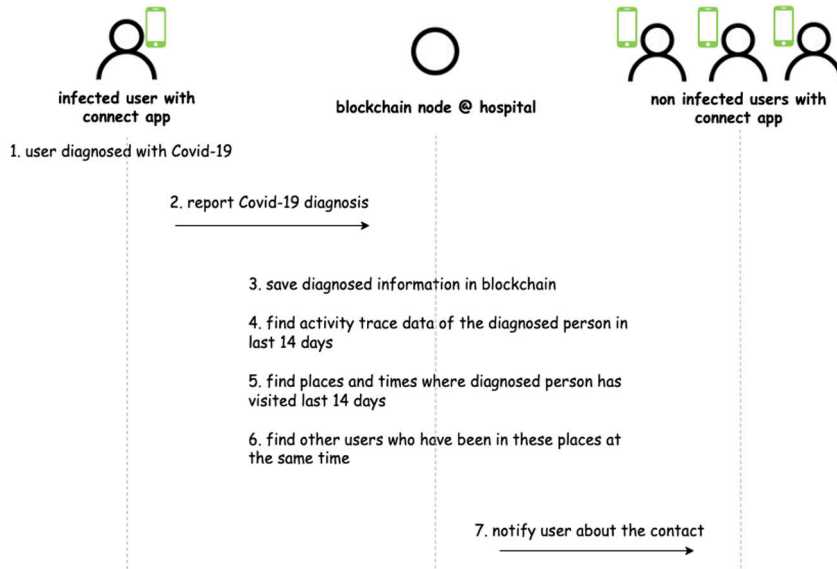 infected user with
connect app
blockchain node @ hospital
non infected users with
connect app
1. user diagnosed with Covid-19
2. report Covid-19 diagnosis
3. save diagnosed information in blockchain
4. find activity trace data of the diagnosed person in
last 14 days
5. find places and times where diagnosed person has
visited last 14 days
6. find other users who have been in these places at
the same time
7. notify user about the contact